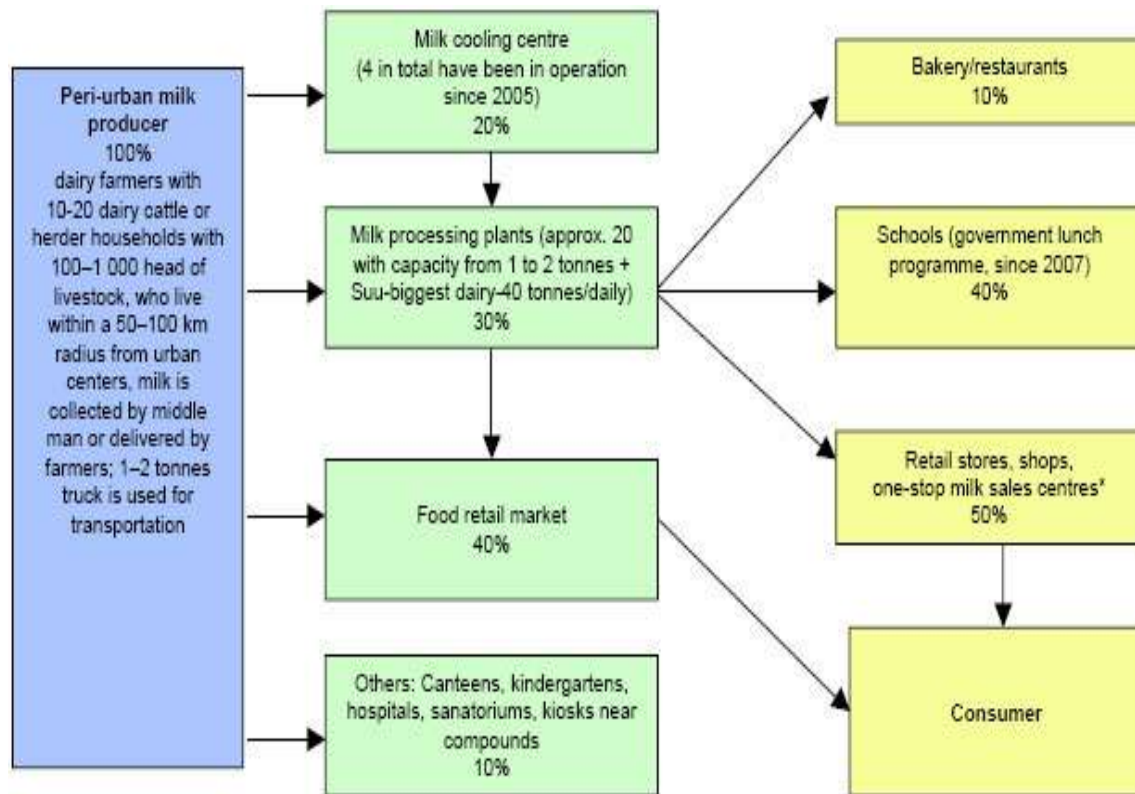 Peri-urban milk
producer
100%
dairy farmers with
10-20 dairy cattle or
herder households with
100–1 000 head of
livestock, who live
within a 50–100 km
radius from urban
centers, milk is
collected by middle
man or delivered by
farmers; 1–2 tonnes
truck is used for
transportation
Milk cooling centre
(4 in total have been in operation
since 2005)
20%
Milk processing plants (approx. 20
with capacity from 1 to 2 tonnes +
Suu-biggest dairy-40 tonnes/daily)
30%
Food retail market
40%
Others: Canteens, kindergartens,
hospitals, sanatoriums, kiosks near
compounds
10%
Bakery/restaurants
10%
Schools (government lunch
programme, since 2007)
40%
Retail stores, shops,
one-stop milk sales centres*
50%
Consumer